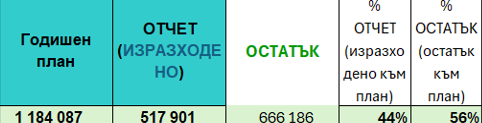 Годишен
план
ОТЧЕТ
(ИЗРАЗХОДЕ
НО)
ОСТАТЪК
%
ОТЧЕТ
(изразхо
дено към
план)
%
ОСТАТЪК
(остатък
към
план)
1 184 087
517 901
666 186
44%
56%